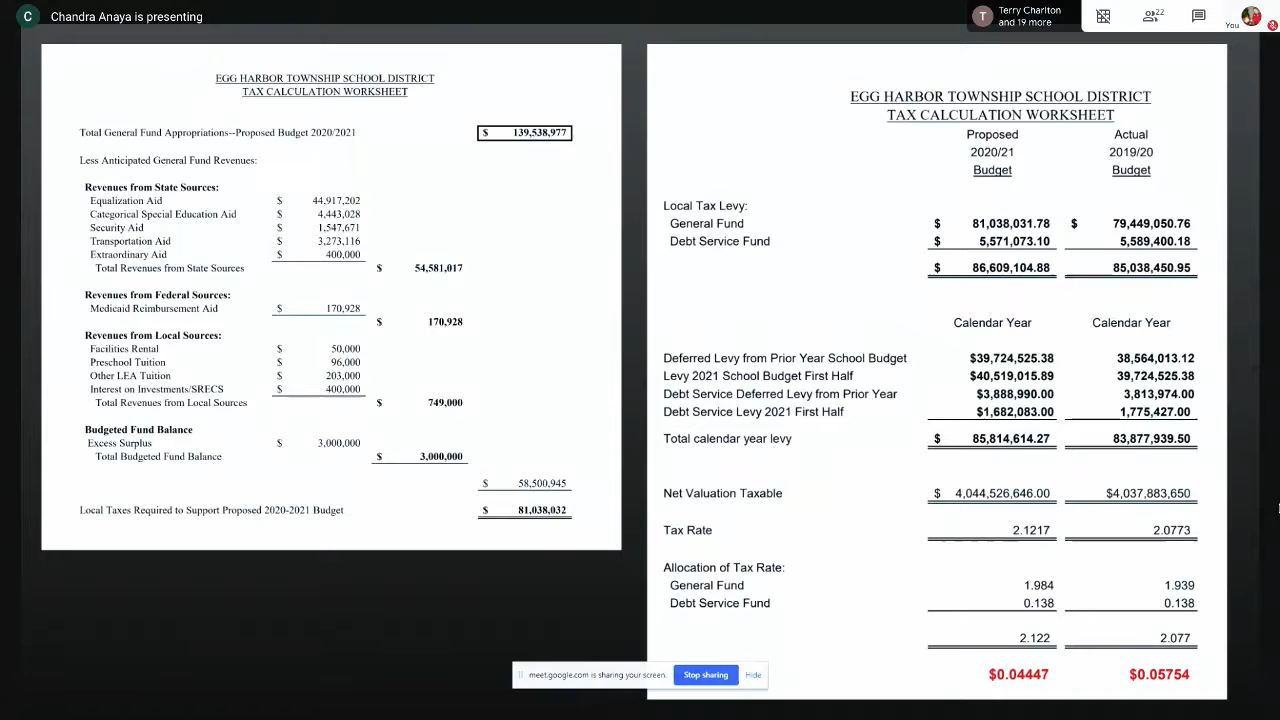 C Chandra Anaya is presenting
T Terry Charlton
and 19 more
22
You
EGG HARBOR TOWNSHIP SCHOOL DISTRICT
TAX CALCULATION WORKSHEET
Total General Fund Appropriations--Proposed Budget 2020/2021 $ 139,538,977
Less Anticipated General Fund Revenues:
Revenues from State Sources:
Equalization Aid $ 44,917,202
Categorical Special Education Aid $ 4,443,028
Security Aid $ 1,547,671
Transportation Aid $ 3,273,116
Extraordinary Aid $ 400,000
Total Revenues from State Sources $ 54,581,017
Revenues from Federal Sources:
Medicaid Reimbursement Aid $ 170,928
$ 170,928
Revenues from Local Sources:
Facilities Rental $ 50,000
Preschool Tuition $ 96,000
Other LEA Tuition $ 203,000
Interest on Investments/SRECS $ 400,000
Total Revenues from Local Sources $ 749,000
Budgeted Fund Balance
Excess Surplus $ 3,000,000
Total Budgeted Fund Balance $ 3,000,000
$ 58,500,945
Local Taxes Required to Support Proposed 2020-2021 Budget $ 81,038,032
EGG HARBOR TOWNSHIP SCHOOL DISTRICT
TAX CALCULATION WORKSHEET
Proposed Actual
2020/21 2019/20
Budget Budget
Local Tax Levy:
General Fund $ 81,038,031.78 $ 79,449,050.76
Debt Service Fund $ 5,571,073.10 5,589,400.18
$ 86,609,104.88 85,038,450.95
Calendar Year Calendar Year
Deferred Levy from Prior Year School Budget $39,724,525.38 38,564,013.12
Levy 2021 School Budget First Half $40,519,015.89 39,724,525.38
Debt Service Deferred Levy from Prior Year $3,888,990.00 3,813,974.00
Debt Service Levy 2021 First Half $1,682,083.00 1,775,427.00
Total calendar year levy $ 85,814,614.27 83,877,939.50
Net Valuation Taxable $ 4,044,526,646.00 $4,037,883,650
Tax Rate 2.1217 2.0773
Allocation of Tax Rate:
General Fund 1.984 1.939
Debt Service Fund 0.138 0.138
2.122 2.077
$0.04447 $0.05754
meet.google.com is sharing your screen. Stop sharing Hide